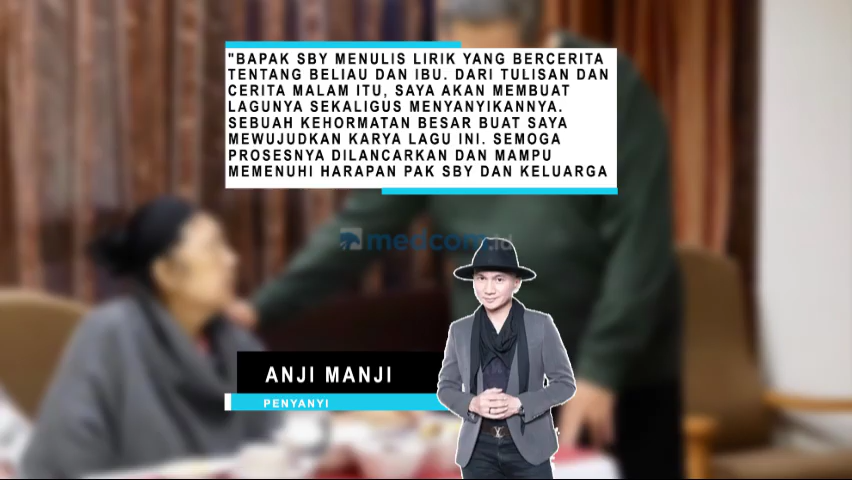 "BAPAK SBY MENULIS LIRIK YANG BERCERITA
TENTANG BELIAU DAN IBU. DARI TULISAN DAN
CERITA MALAM ITU, SAYA AKAN MEMBUAT
LAGUNYA SEKALIGUS MENYANYIKANNYA.
SEBUAH KEHORMATAN BESAR BUAT SAYA
MEWUJUDKAN KARYA LAGU INI. SEMOGA
PROSESNYA DILANCARKAN DAN MAMPU
MEMENUHI HARAPAN PAK SBY DAN KELUARGA
medcom.id
ANJI MANJI
PENYANYI